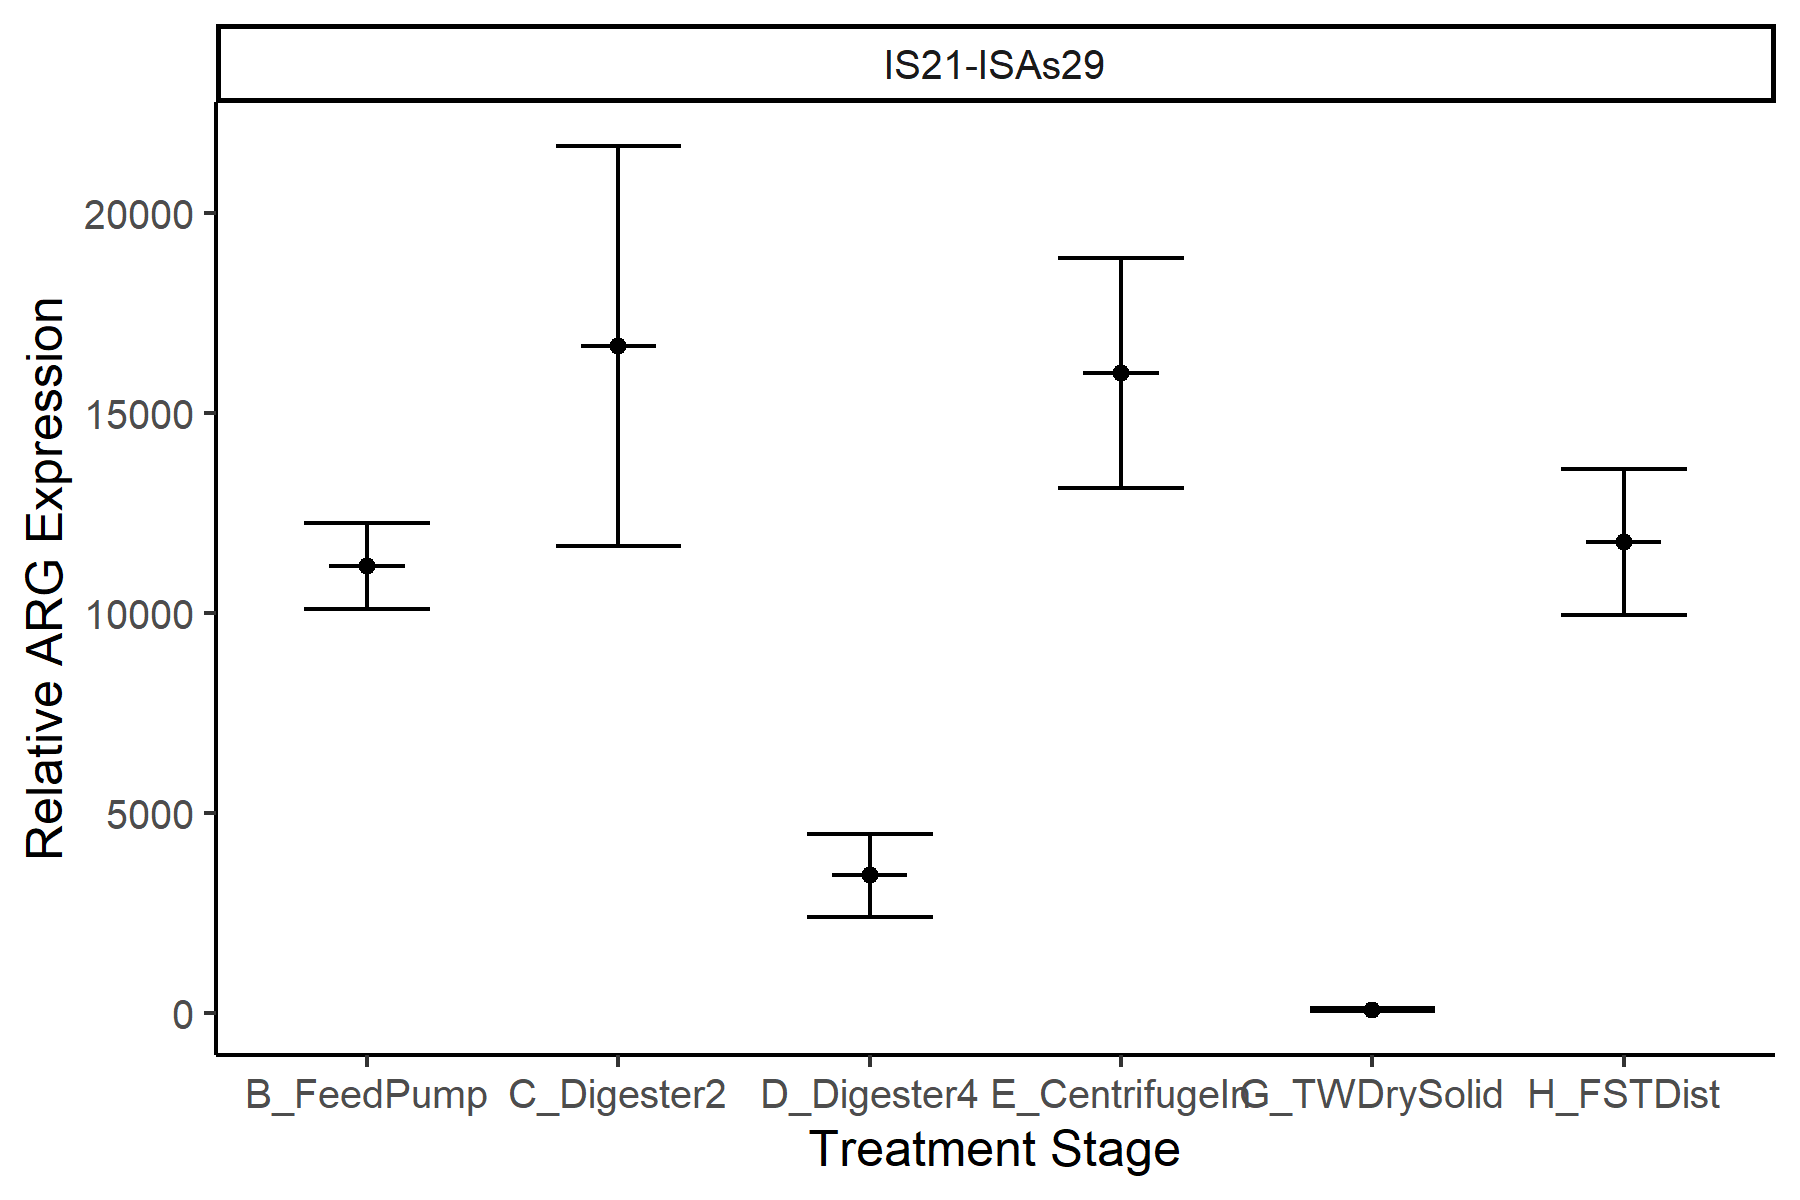 IS21-ISAs29
Relative ARG Expression
20000
15000
10000
5000
0
B_FeedPump C_Digester2 D_Digester4 E_CentrifugeIn G_TWDrySolid H_FSTDist
Treatment Stage